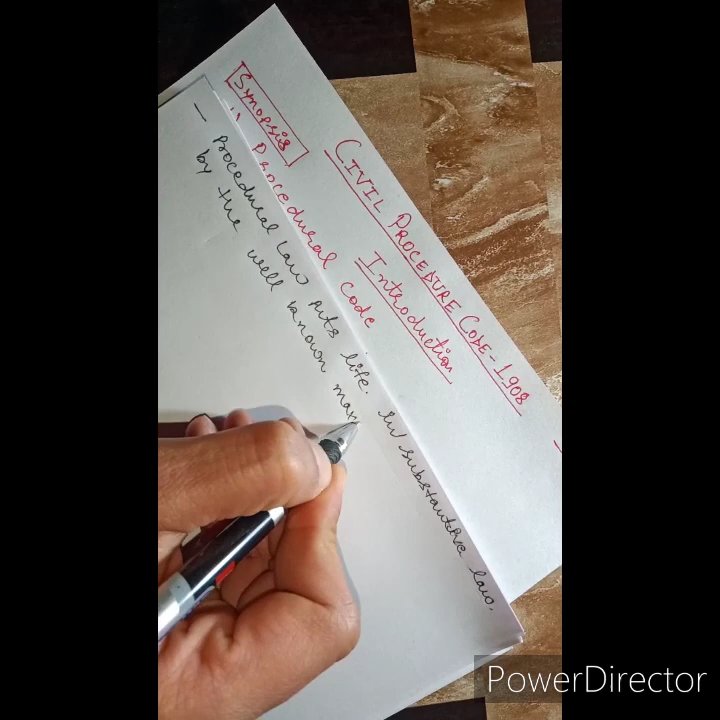 CIVIL PROCEDURE CODE-1908
Introduction
Synopsis
" Procedural Code
— Procedural Law puts life. in substantive law.
by the well known max
PowerDirector